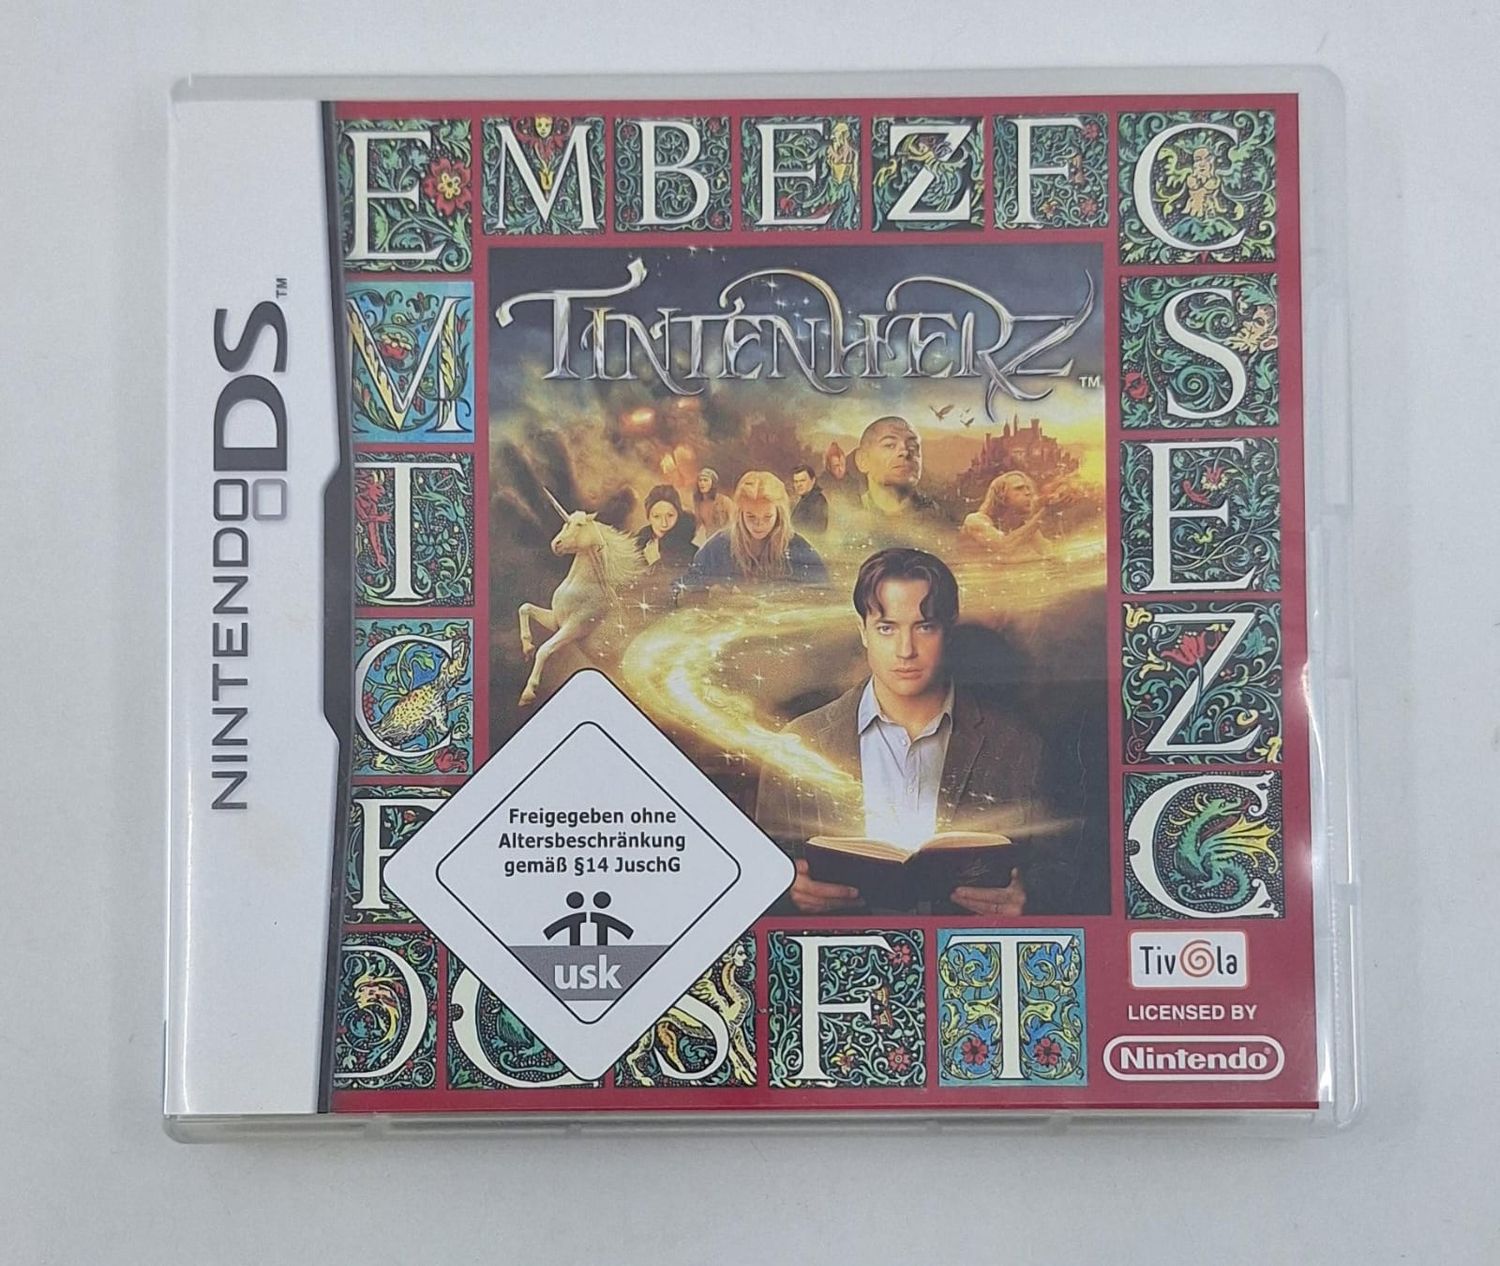 NINTENDO DS™
E M B E Z F C
TINTENHERZ™
V S
T E
C Z
F C
Freigegeben ohne
Altersbeschränkung
gemäß §14 JuschG
usk
D C S F T
Tivola
LICENSED BY
Nintendo®